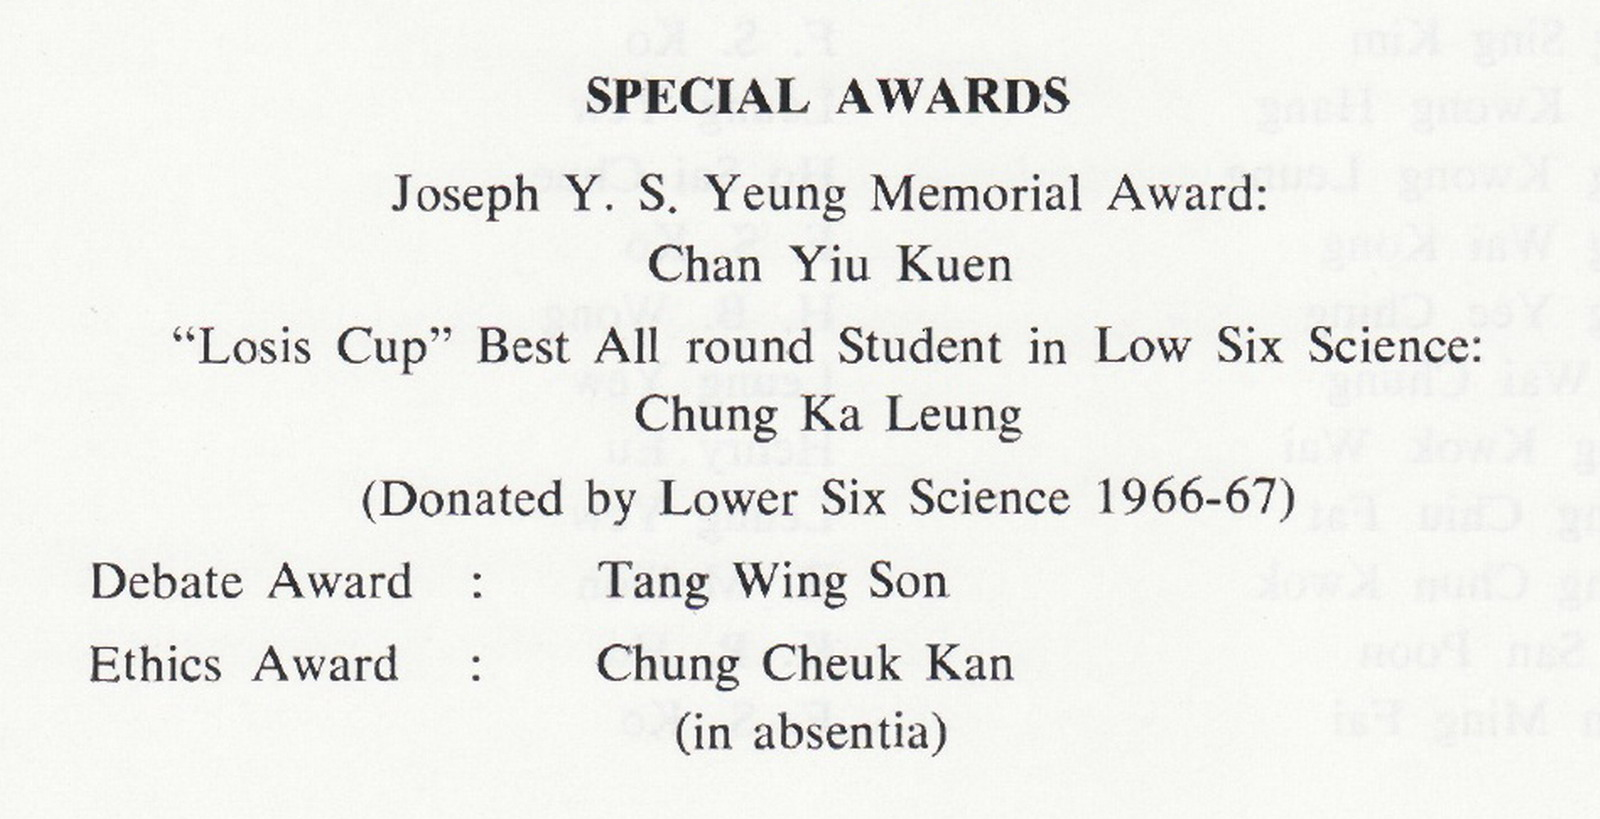 SPECIAL AWARDS
Joseph Y. S. Yeung Memorial Award:
Chan Yiu Kuen
“Losis Cup” Best All round Student in Low Six Science:
Chung Ka Leung
(Donated by Lower Six Science 1966-67)
Debate Award : Tang Wing Son
Ethics Award : Chung Cheuk Kan
(in absentia)